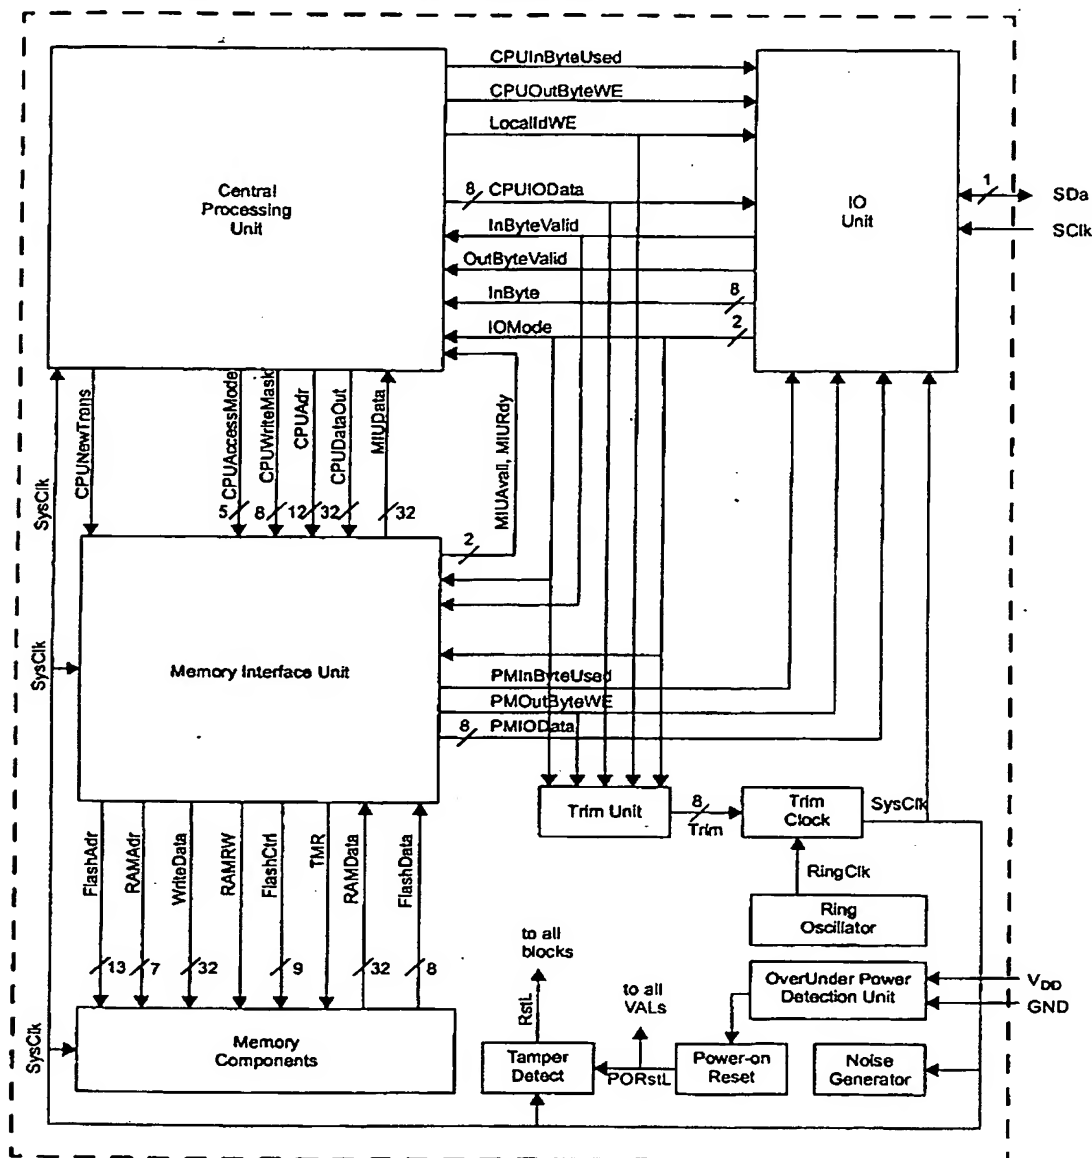 CPUInByteUsed
CPUOutByteWE
LocalIdWE
Central
Processing
Unit
8 CPUIOData
InByteValid
OutByteValid
InByte 8
IOMode 2
IO
Unit
1
SDa
SClk
SysClk
CPUNewTrans
CPUAccessMode
CPUWriteMask
CPUAdr
CPUDataOut
MIUData
5 8 12 32 32
MIUAvail, MIURdy
2
SysClk
Memory Interface Unit
PMInByteUsed
PMOutByteWE
8 PMIOData
Trim Unit
8
Trim
Trim
Clock
SysClk
RingClk
Ring
Oscillator
FlashAdr
RAMAdr
WriteData
RAMRW
FlashCtrl
TMR
RAMData
FlashData
13 7 32 9 32 8
to all
blocks
RstL
to all
VALs
OverUnder Power
Detection Unit
VDD
GND
SysClk
Memory
Components
Tamper
Detect
PORstL
Power-on
Reset
Noise
Generator